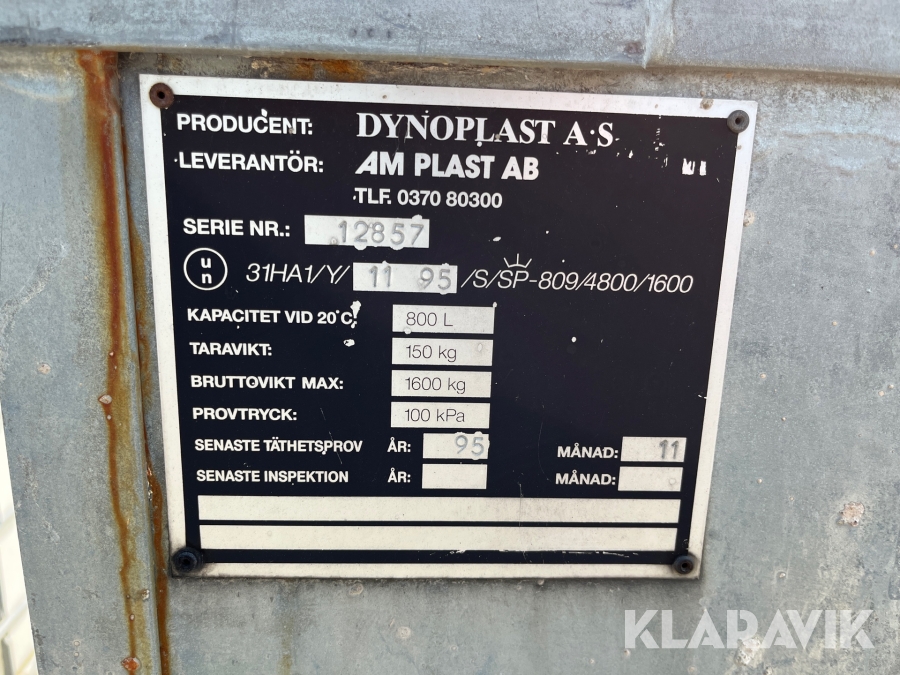 PRODUCENT: DYNOPLAST A·S
LEVERANTÖR: AM PLAST AB
TLF. 0370 80300
SERIE NR.: 12857
un 31HA1/Y/ 11 95 /S/SP-809/4800/1600
KAPACITET VID 20°C: 800 L
TARAVIKT: 150 kg
BRUTTOVIKT MAX: 1600 kg
PROVTRYCK: 100 kPa
SENASTE TÄTHETSPROV ÅR: 95 MÅNAD: 11
SENASTE INSPEKTION ÅR: MÅNAD:
KLARAVIK